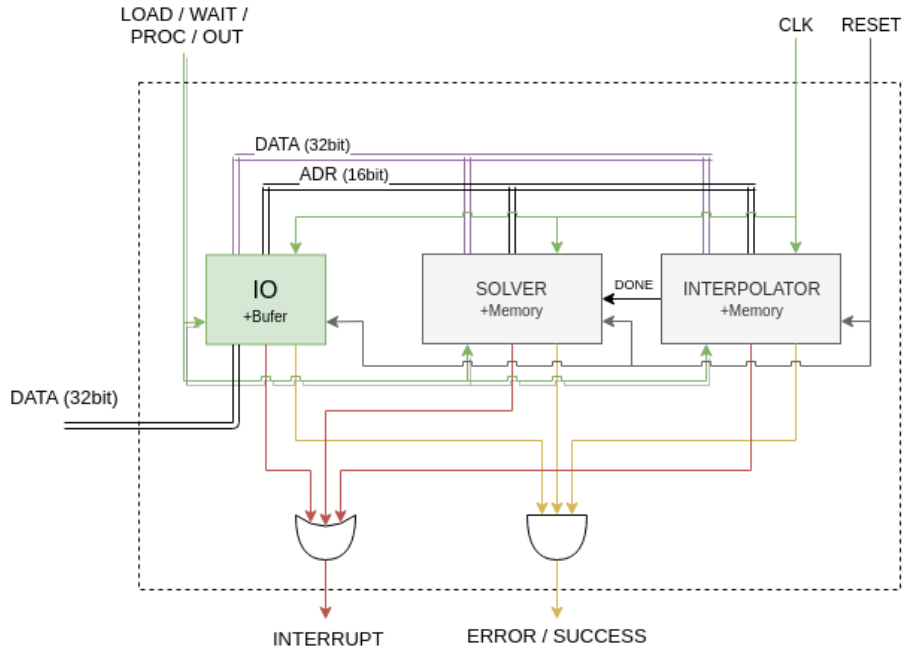 LOAD / WAIT /
PROC / OUT
CLK
RESET
DATA (32bit)
ADR (16bit)
IO
+Bufer
SOLVER
+Memory
DONE
INTERPOLATOR
+Memory
DATA (32bit)
INTERRUPT
ERROR / SUCCESS